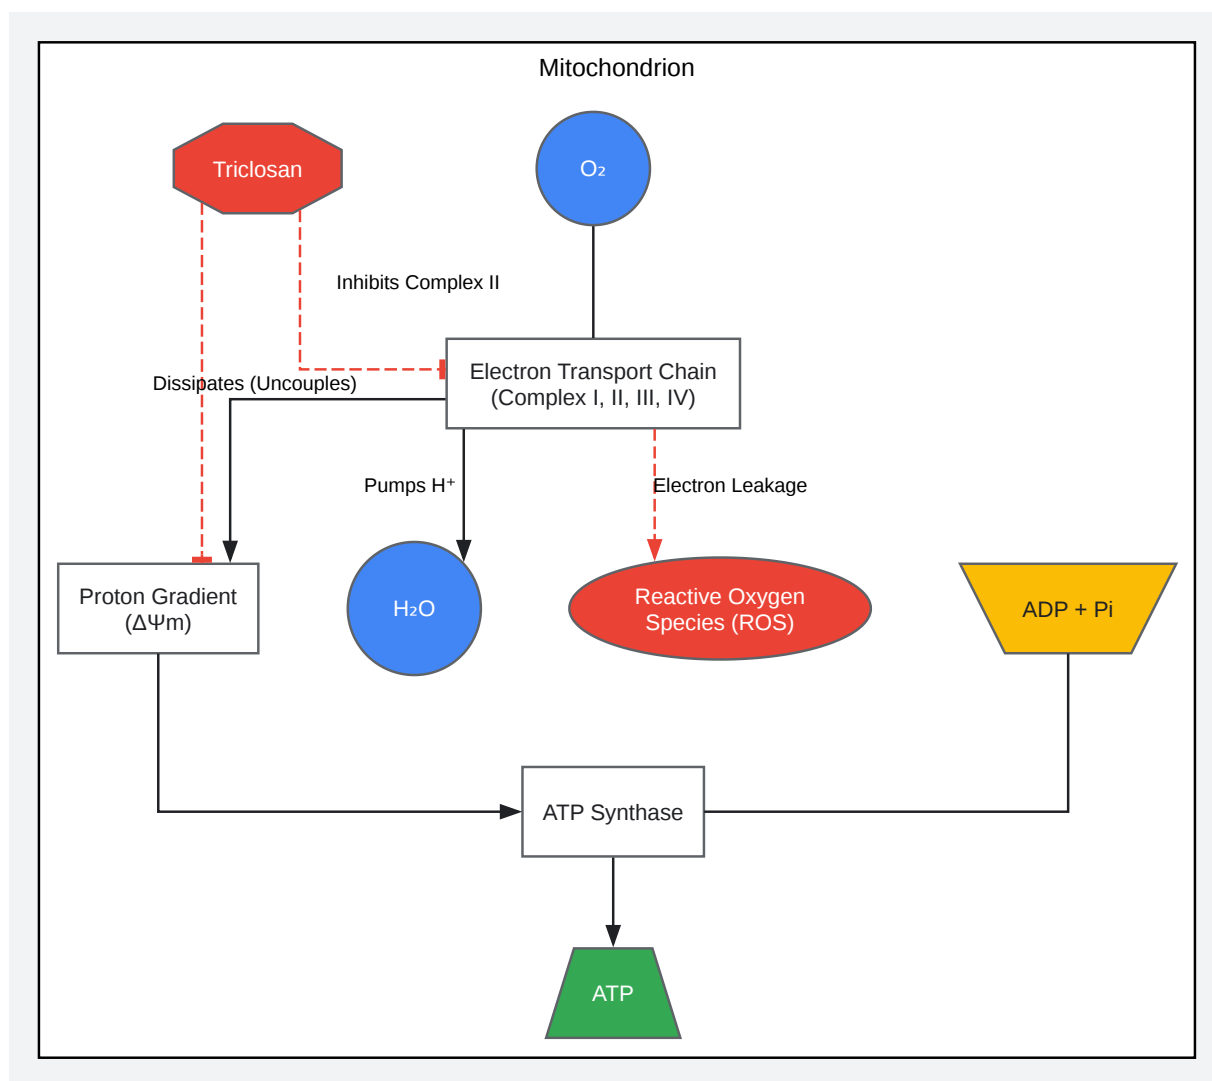 Mitochondrion
Triclosan
O₂
Inhibits Complex II
Electron Transport Chain
(Complex I, II, III, IV)
Dissipates (Uncouples)
Pumps H⁺
Electron Leakage
Proton Gradient
(ΔΨm)
H₂O
Reactive Oxygen
Species (ROS)
ADP + Pi
ATP Synthase
ATP